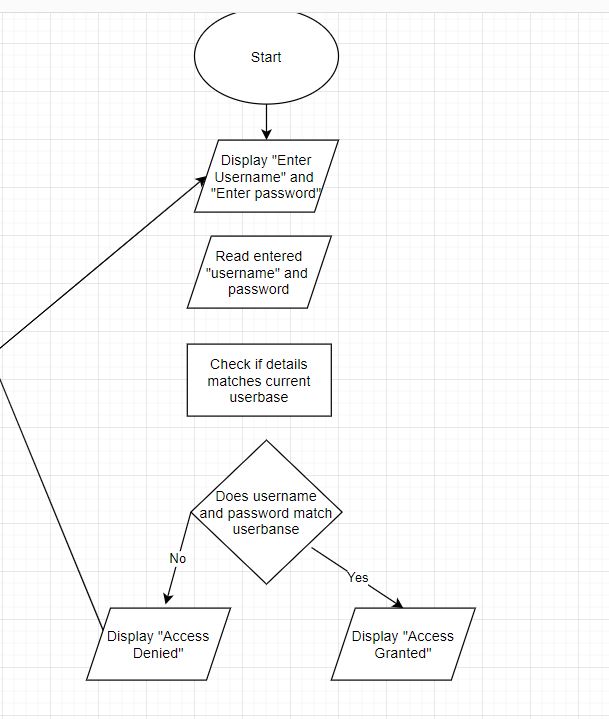 Start
Display "Enter
Username" and
"Enter password"
Read entered
"username" and
password
Check if details
matches current
userbase
Does username
and password match
userbanse
No
Yes
Display "Access
Denied"
Display "Access
Granted"